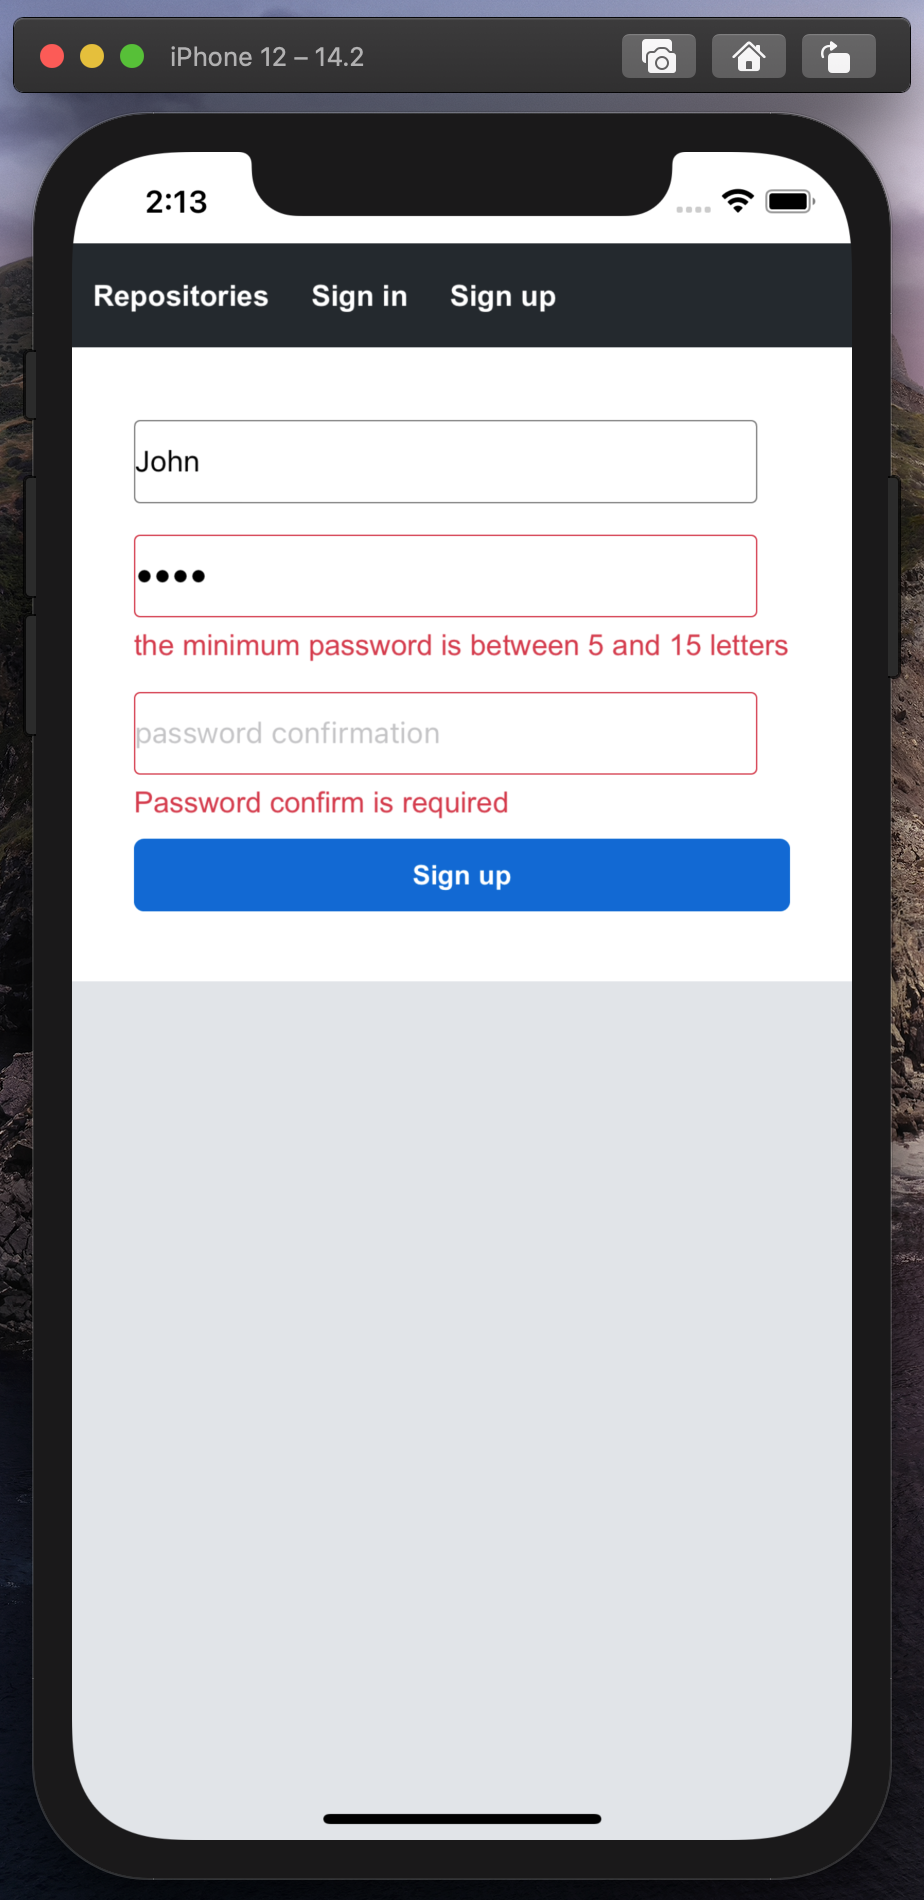 iPhone 12 – 14.2
2:13
Repositories Sign in Sign up
John
••••
the minimum password is between 5 and 15 letters
password confirmation
Password confirm is required
Sign up